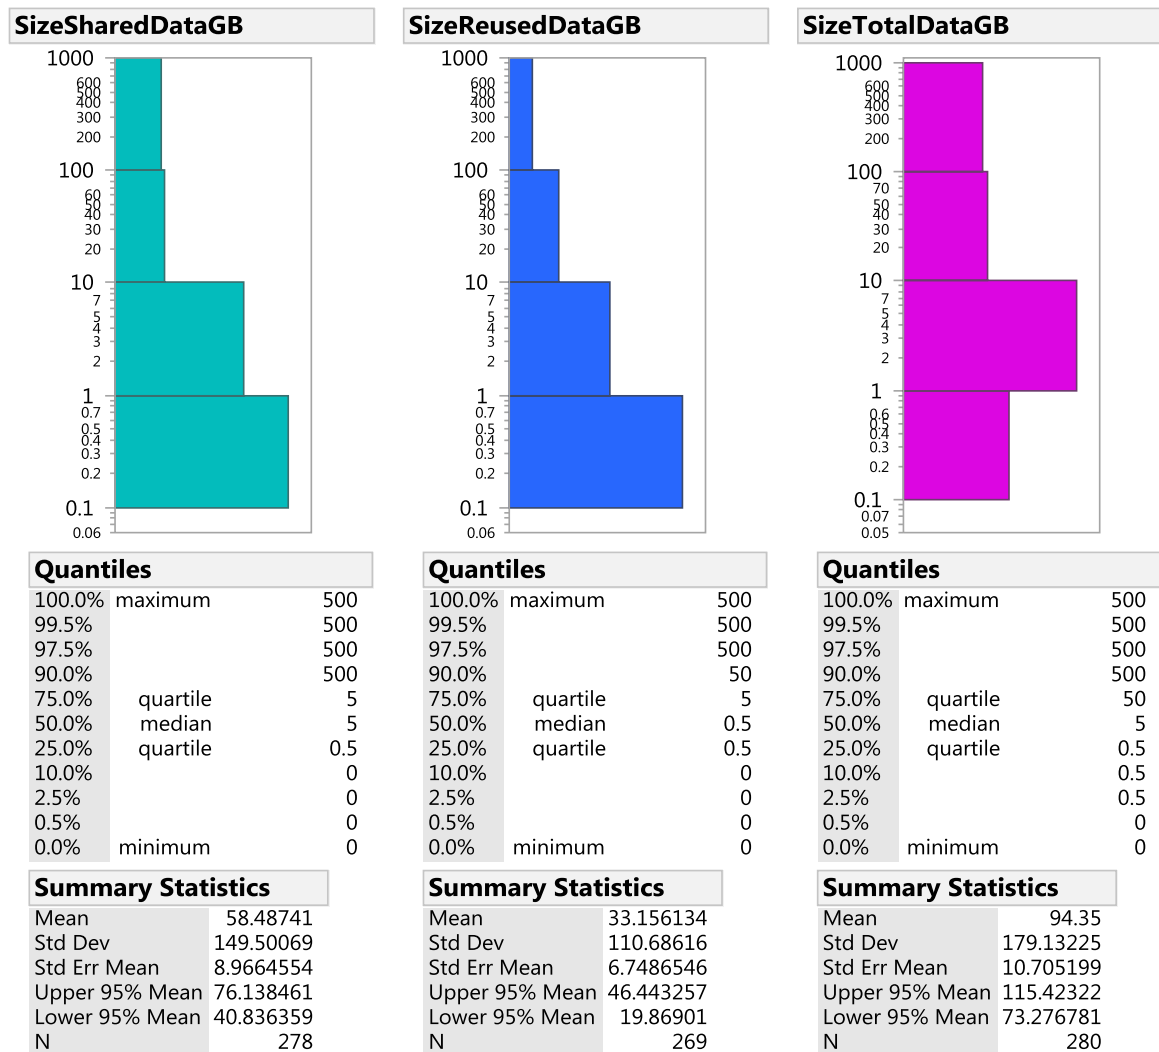 SizeSharedDataGB
1000
600
500
400
300
200
100
60
50
40
30
20
10
7
5
4
3
2
1
0.7
0.5
0.4
0.3
0.2
0.1
0.06
Quantiles
100.0% maximum 500
99.5% 500
97.5% 500
90.0% 500
75.0% quartile 5
50.0% median 5
25.0% quartile 0.5
10.0% 0
2.5% 0
0.5% 0
0.0% minimum 0
Summary Statistics
Mean 58.48741
Std Dev 149.50069
Std Err Mean 8.9664554
Upper 95% Mean 76.138461
Lower 95% Mean 40.836359
N 278
SizeReusedDataGB
1000
600
500
400
300
200
100
60
50
40
30
20
10
7
5
4
3
2
1
0.7
0.5
0.4
0.3
0.2
0.1
0.06
Quantiles
100.0% maximum 500
99.5% 500
97.5% 500
90.0% 50
75.0% quartile 5
50.0% median 0.5
25.0% quartile 0.5
10.0% 0
2.5% 0
0.5% 0
0.0% minimum 0
Summary Statistics
Mean 33.156134
Std Dev 110.68616
Std Err Mean 6.7486546
Upper 95% Mean 46.443257
Lower 95% Mean 19.86901
N 269
SizeTotalDataGB
1000
600
500
400
300
200
100
70
50
40
30
20
10
7
5
4
3
2
1
0.6
0.5
0.4
0.3
0.2
0.1
0.07
0.05
Quantiles
100.0% maximum 500
99.5% 500
97.5% 500
90.0% 500
75.0% quartile 50
50.0% median 5
25.0% quartile 0.5
10.0% 0.5
2.5% 0.5
0.5% 0
0.0% minimum 0
Summary Statistics
Mean 94.35
Std Dev 179.13225
Std Err Mean 10.705199
Upper 95% Mean 115.42322
Lower 95% Mean 73.276781
N 280